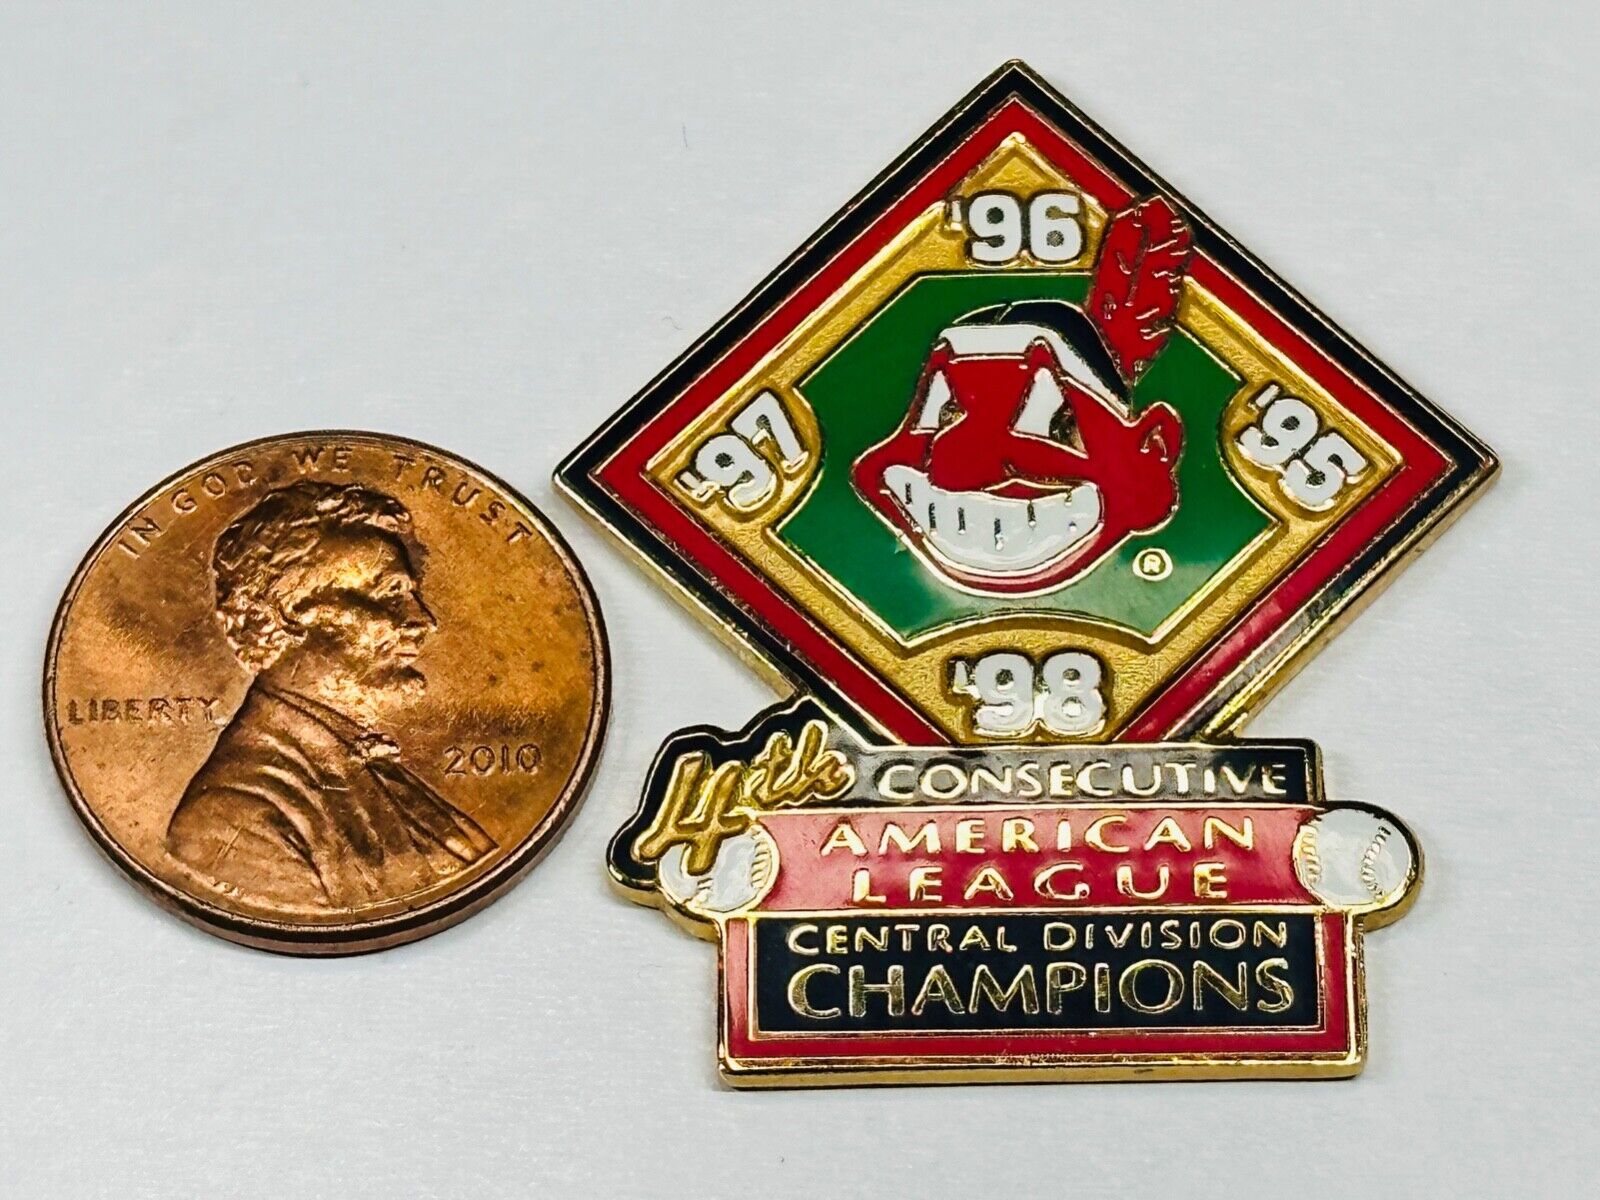 IN GOD WE TRUST
LIBERTY
2010
'96
'97
'95
®
'98
4th CONSECUTIVE
AMERICAN
LEAGUE
CENTRAL DIVISION
CHAMPIONS